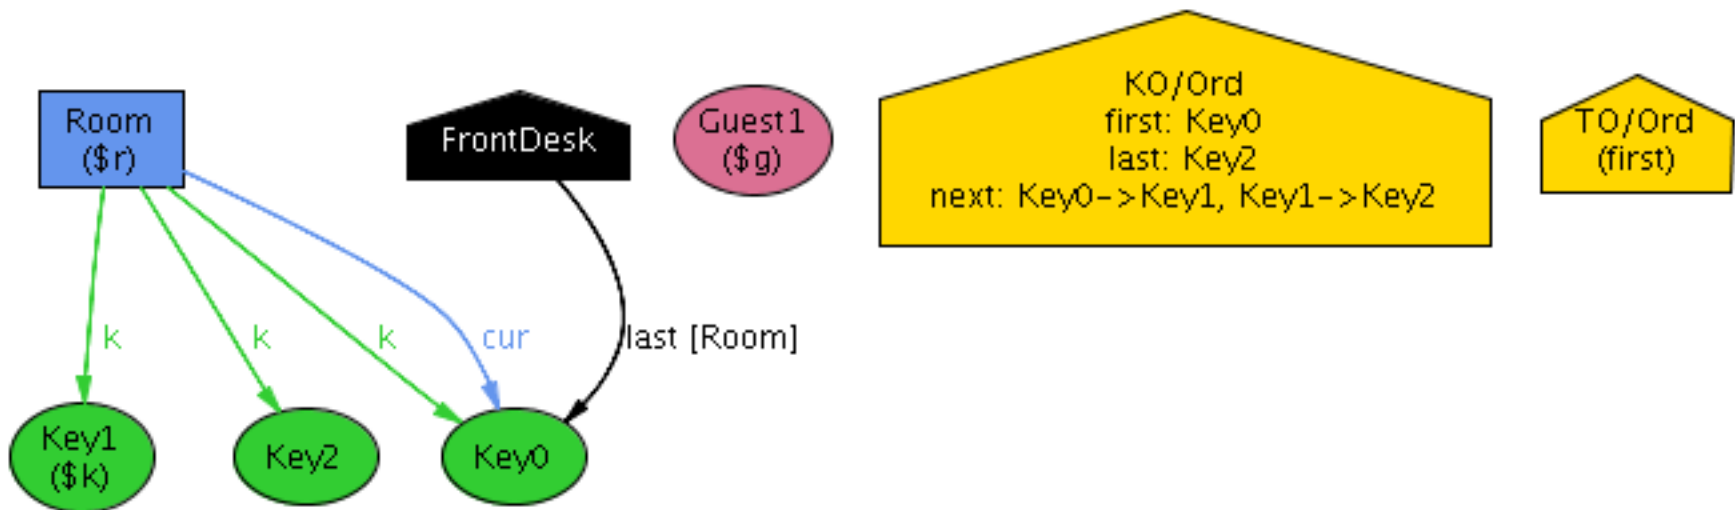 Room
($r)
FrontDesk
Guest1
($g)
KO/Ord
first: Key0
last: Key2
next: Key0->Key1, Key1->Key2
TO/Ord
(first)
k
k
k
cur
last [Room]
Key1
($k)
Key2
Key0